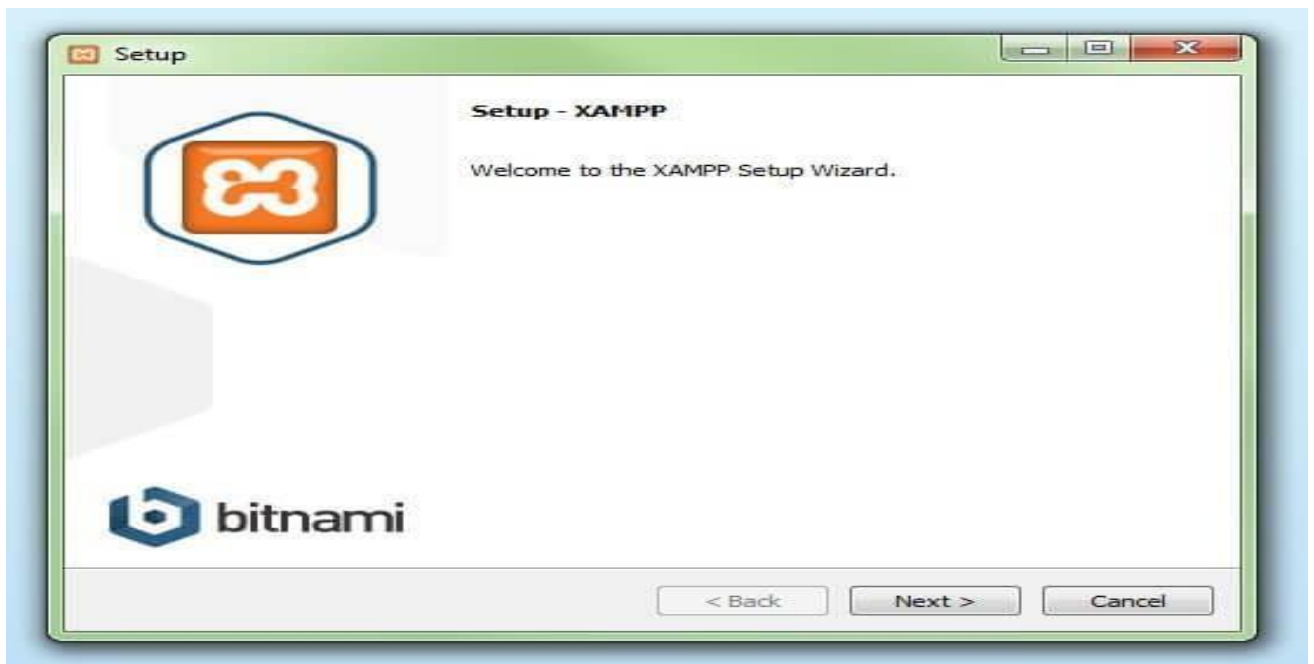 Setup
Setup - XAMPP
Welcome to the XAMPP Setup Wizard.
bitnami
< Back Next > Cancel